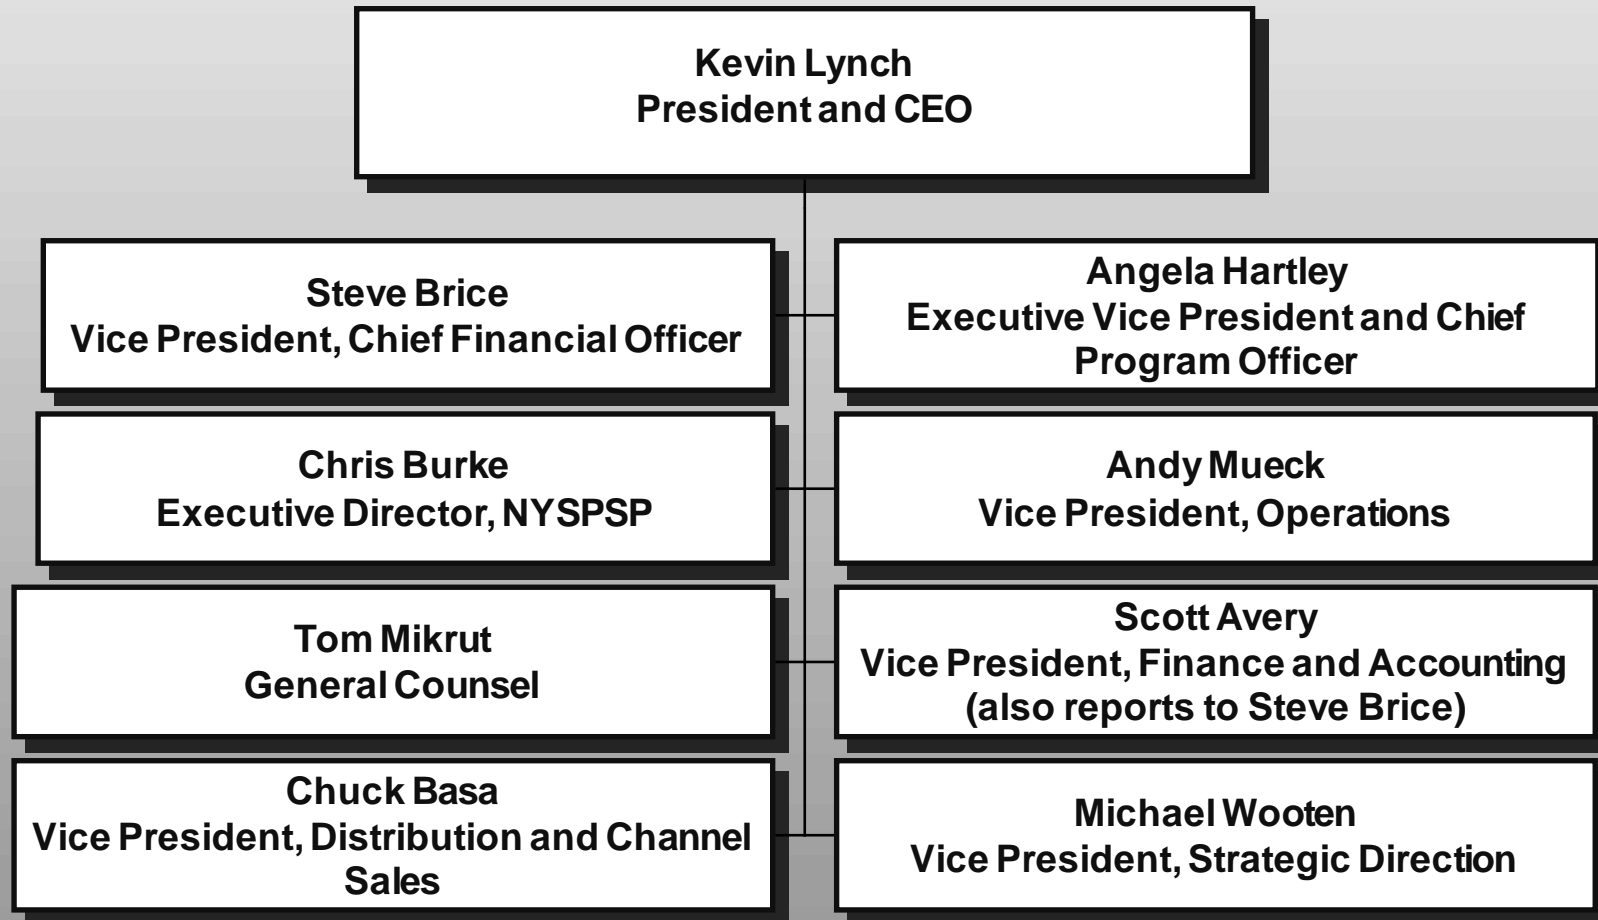 Kevin Lynch
President and CEO
Steve Brice
Vice President, Chief Financial Officer
Angela Hartley
Executive Vice President and Chief
Program Officer
Chris Burke
Executive Director, NYSPSP
Andy Mueck
Vice President, Operations
Tom Mikrut
General Counsel
Scott Avery
Vice President, Finance and Accounting
(also reports to Steve Brice)
Chuck Basa
Vice President, Distribution and Channel
Sales
Michael Wooten
Vice President, Strategic Direction